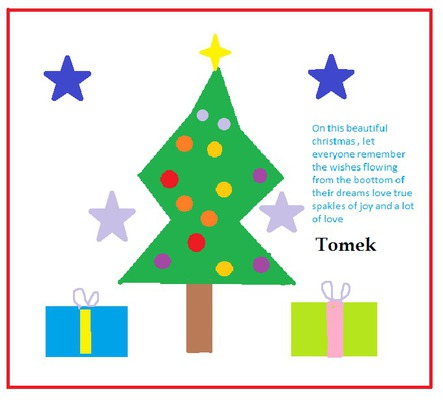 On this beautiful
christmas, let
everyone remember
the wishes flowing
from the boottom of
their dreams love true
spakles of joy and a lot
of love
Tomek